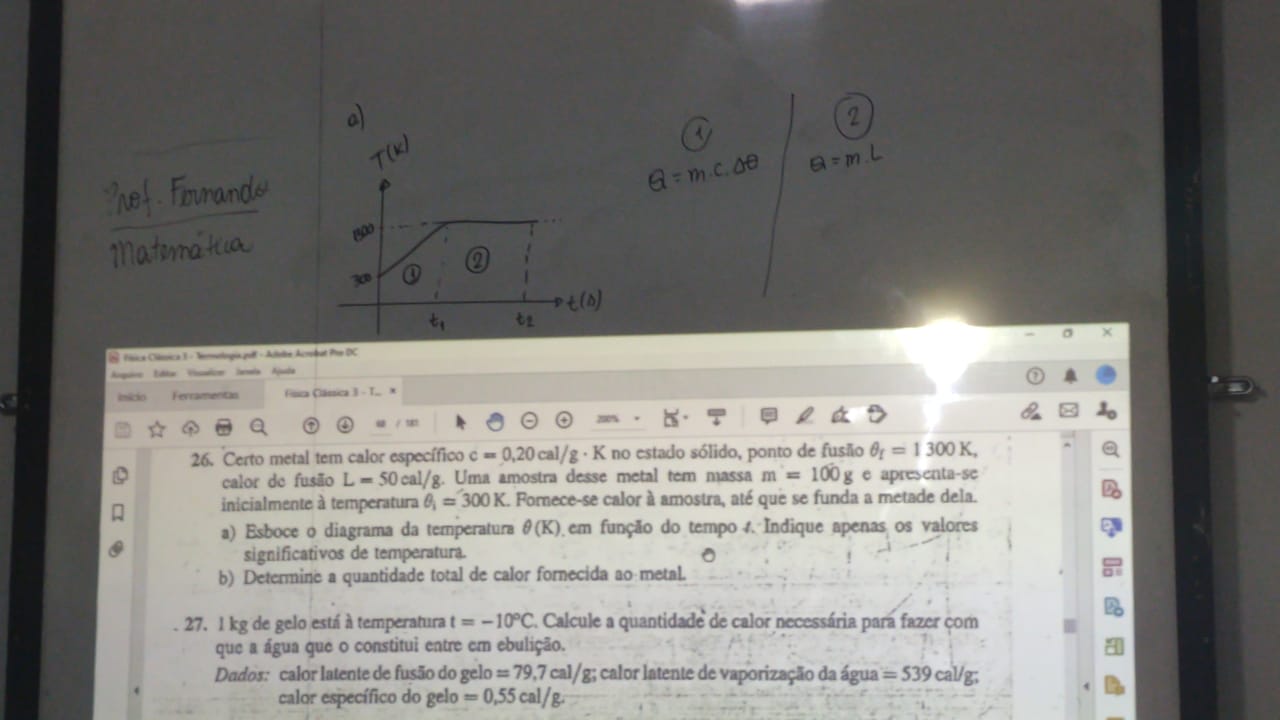 a)
T(K)
1300
300
①
②
t₁
t₂
t(s)
①
Q = m.c.Δθ
②
Q = m.L
Prof. Fernando
Matemática
Física Clássica 3 - Termologia.pdf - Adobe Acrobat Pro DC
Arquivo Editar Visualizar Janela Ajuda
Início Ferramentas Física Clássica 3 - T... ×
68 / 181 200%
26. Certo metal tem calor específico c = 0,20 cal/g · K no estado sólido, ponto de fusão θf = 1 300 K,
calor de fusão L = 50 cal/g. Uma amostra desse metal tem massa m = 100 g e apresenta-se
inicialmente à temperatura θi = 300 K. Fornece-se calor à amostra, até que se funda a metade dela.
a) Esboce o diagrama da temperatura θ (K) em função do tempo t. Indique apenas os valores
significativos de temperatura.
b) Determine a quantidade total de calor fornecida ao metal.
27. 1 kg de gelo está à temperatura t = −10°C. Calcule a quantidade de calor necessária para fazer com
que a água que o constitui entre em ebulição.
Dados: calor latente de fusão do gelo = 79,7 cal/g; calor latente de vaporização da água = 539 cal/g;
calor específico do gelo = 0,55 cal/g.